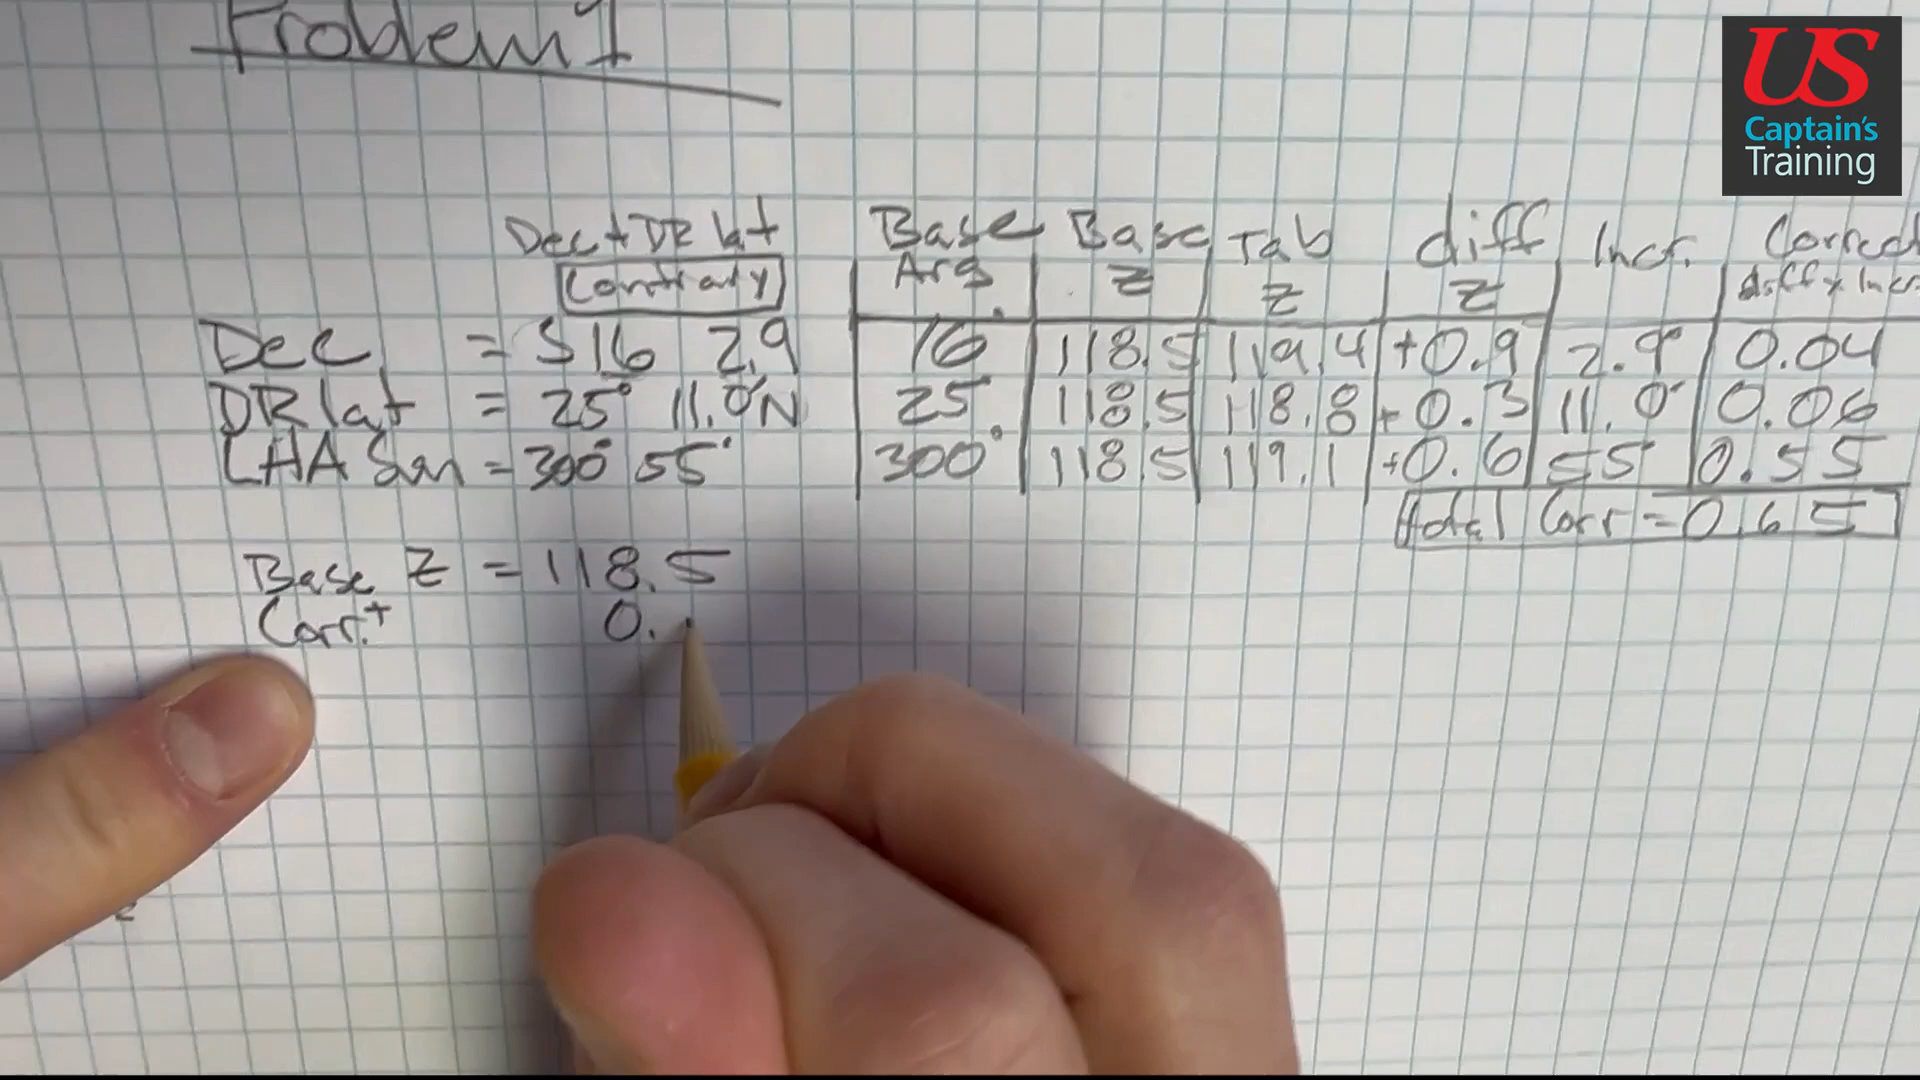 Problem 1
US
Captain's
Training
Dec + DR lat
Contrary
Base Arg.
Base Z
Tab Z
diff Z
Incr.
Correct
diff x Incr.
Dec = S 16 2.9 16 118.5 119.4 +0.9 2.9' 0.04
DR lat = 25° 11.0'N 25 118.5 118.8 +0.3 11.0' 0.06
LHA Sun = 300° 55' 300° 118.5 119.1 +0.6 55' 0.55
total Corr = 0.65
Base Z = 118.5
Corr.+ 0.